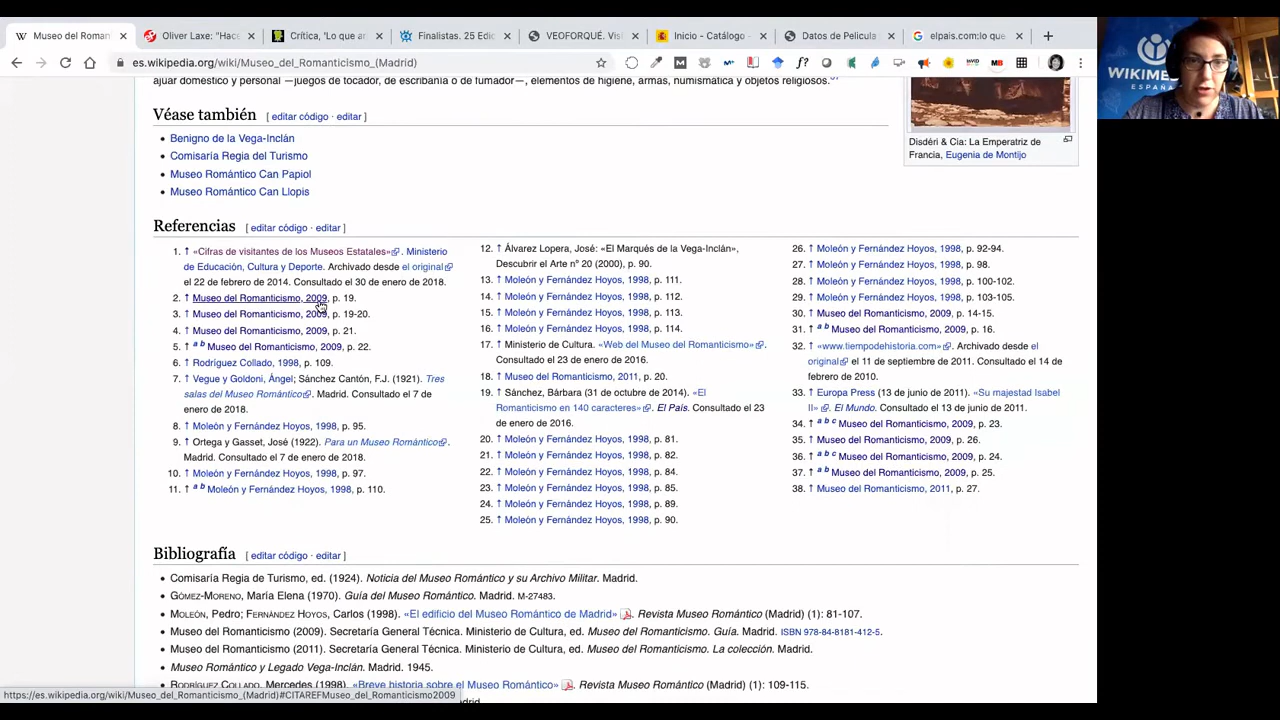 Museo del Roman
Oliver Laxe: "Hace
Crítica, 'Lo que ar
Finalistas. 25 Edic
VEOFORQUÉ. Visi
Inicio - Catálogo -
Datos de Película
elpais.com:lo que
es.wikipedia.org/wiki/Museo_del_Romanticismo_(Madrid)
WIKIME
ESPAÑA
ajuar doméstico y personal —juegos de tocador, de escribanía o de fumador—, elementos de higiene, armas, numismática y objetos religiosos.37
Véase también [ editar código · editar ]
Benigno de la Vega-Inclán
Comisaría Regia del Turismo
Museo Romántico Can Papiol
Museo Romántico Can Llopis
Disdéri & Cia: La Emperatriz de
Francia, Eugenia de Montijo
Referencias [ editar código · editar ]
1. ↑ «Cifras de visitantes de los Museos Estatales». Ministerio
de Educación, Cultura y Deporte. Archivado desde el original
el 22 de febrero de 2014. Consultado el 30 de enero de 2018.
2. ↑ Museo del Romanticismo, 2009, p. 19.
3. ↑ Museo del Romanticismo, 2009, p. 19-20.
4. ↑ Museo del Romanticismo, 2009, p. 21.
5. ↑ a b Museo del Romanticismo, 2009, p. 22.
6. ↑ Rodríguez Collado, 1998, p. 109.
7. ↑ Vegue y Goldoni, Ángel; Sánchez Cantón, F.J. (1921). Tres
salas del Museo Romántico. Madrid. Consultado el 7 de
enero de 2018.
8. ↑ Moleón y Fernández Hoyos, 1998, p. 95.
9. ↑ Ortega y Gasset, José (1922). Para un Museo Romántico.
Madrid. Consultado el 7 de enero de 2018.
10. ↑ Moleón y Fernández Hoyos, 1998, p. 97.
11. ↑ a b Moleón y Fernández Hoyos, 1998, p. 110.
12. ↑ Álvarez Lopera, José: «El Marqués de la Vega-Inclán»,
Descubrir el Arte nº 20 (2000), p. 90.
13. ↑ Moleón y Fernández Hoyos, 1998, p. 111.
14. ↑ Moleón y Fernández Hoyos, 1998, p. 112.
15. ↑ Moleón y Fernández Hoyos, 1998, p. 113.
16. ↑ Moleón y Fernández Hoyos, 1998, p. 114.
17. ↑ Ministerio de Cultura. «Web del Museo del Romanticismo».
Consultado el 23 de enero de 2016.
18. ↑ Museo del Romanticismo, 2011, p. 20.
19. ↑ Sánchez, Bárbara (31 de octubre de 2014). «El
Romanticismo en 140 caracteres». El País. Consultado el 23
de enero de 2016.
20. ↑ Moleón y Fernández Hoyos, 1998, p. 81.
21. ↑ Moleón y Fernández Hoyos, 1998, p. 82.
22. ↑ Moleón y Fernández Hoyos, 1998, p. 84.
23. ↑ Moleón y Fernández Hoyos, 1998, p. 85.
24. ↑ Moleón y Fernández Hoyos, 1998, p. 89.
25. ↑ Moleón y Fernández Hoyos, 1998, p. 90.
26. ↑ Moleón y Fernández Hoyos, 1998, p. 92-94.
27. ↑ Moleón y Fernández Hoyos, 1998, p. 98.
28. ↑ Moleón y Fernández Hoyos, 1998, p. 100-102.
29. ↑ Moleón y Fernández Hoyos, 1998, p. 103-105.
30. ↑ Museo del Romanticismo, 2009, p. 14-15.
31. ↑ a b Museo del Romanticismo, 2009, p. 16.
32. ↑ «www.tiempodehistoria.com». Archivado desde el
original el 11 de septiembre de 2011. Consultado el 14 de
febrero de 2010.
33. ↑ Europa Press (13 de junio de 2011). «Su majestad Isabel
II». El Mundo. Consultado el 13 de junio de 2011.
34. ↑ a b c Museo del Romanticismo, 2009, p. 23.
35. ↑ Museo del Romanticismo, 2009, p. 26.
36. ↑ a b c Museo del Romanticismo, 2009, p. 24.
37. ↑ a b Museo del Romanticismo, 2009, p. 25.
38. ↑ Museo del Romanticismo, 2011, p. 27.
Bibliografía [ editar código · editar ]
Comisaría Regia de Turismo, ed. (1924). Noticia del Museo Romántico y su Archivo Militar. Madrid.
Gómez-Moreno, María Elena (1970). Guía del Museo Romántico. Madrid. M-27483.
Moleón, Pedro; Fernández Hoyos, Carlos (1998). «El edificio del Museo Romántico de Madrid». Revista Museo Romántico (Madrid) (1): 81-107.
Museo del Romanticismo (2009). Secretaría General Técnica. Ministerio de Cultura, ed. Museo del Romanticismo. Guía. Madrid. ISBN 978-84-8181-412-5.
Museo del Romanticismo (2011). Secretaría General Técnica. Ministerio de Cultura, ed. Museo del Romanticismo. La colección. Madrid.
Museo Romántico y Legado Vega-Inclán. Madrid. 1945.
Rodríguez Collado, Mercedes (1998). «Breve historia sobre el Museo Romántico». Revista Museo Romántico (Madrid) (1): 109-115.
https://es.wikipedia.org/wiki/Museo_del_Romanticismo_(Madrid)#CITAREFMuseo_del_Romanticismo2009